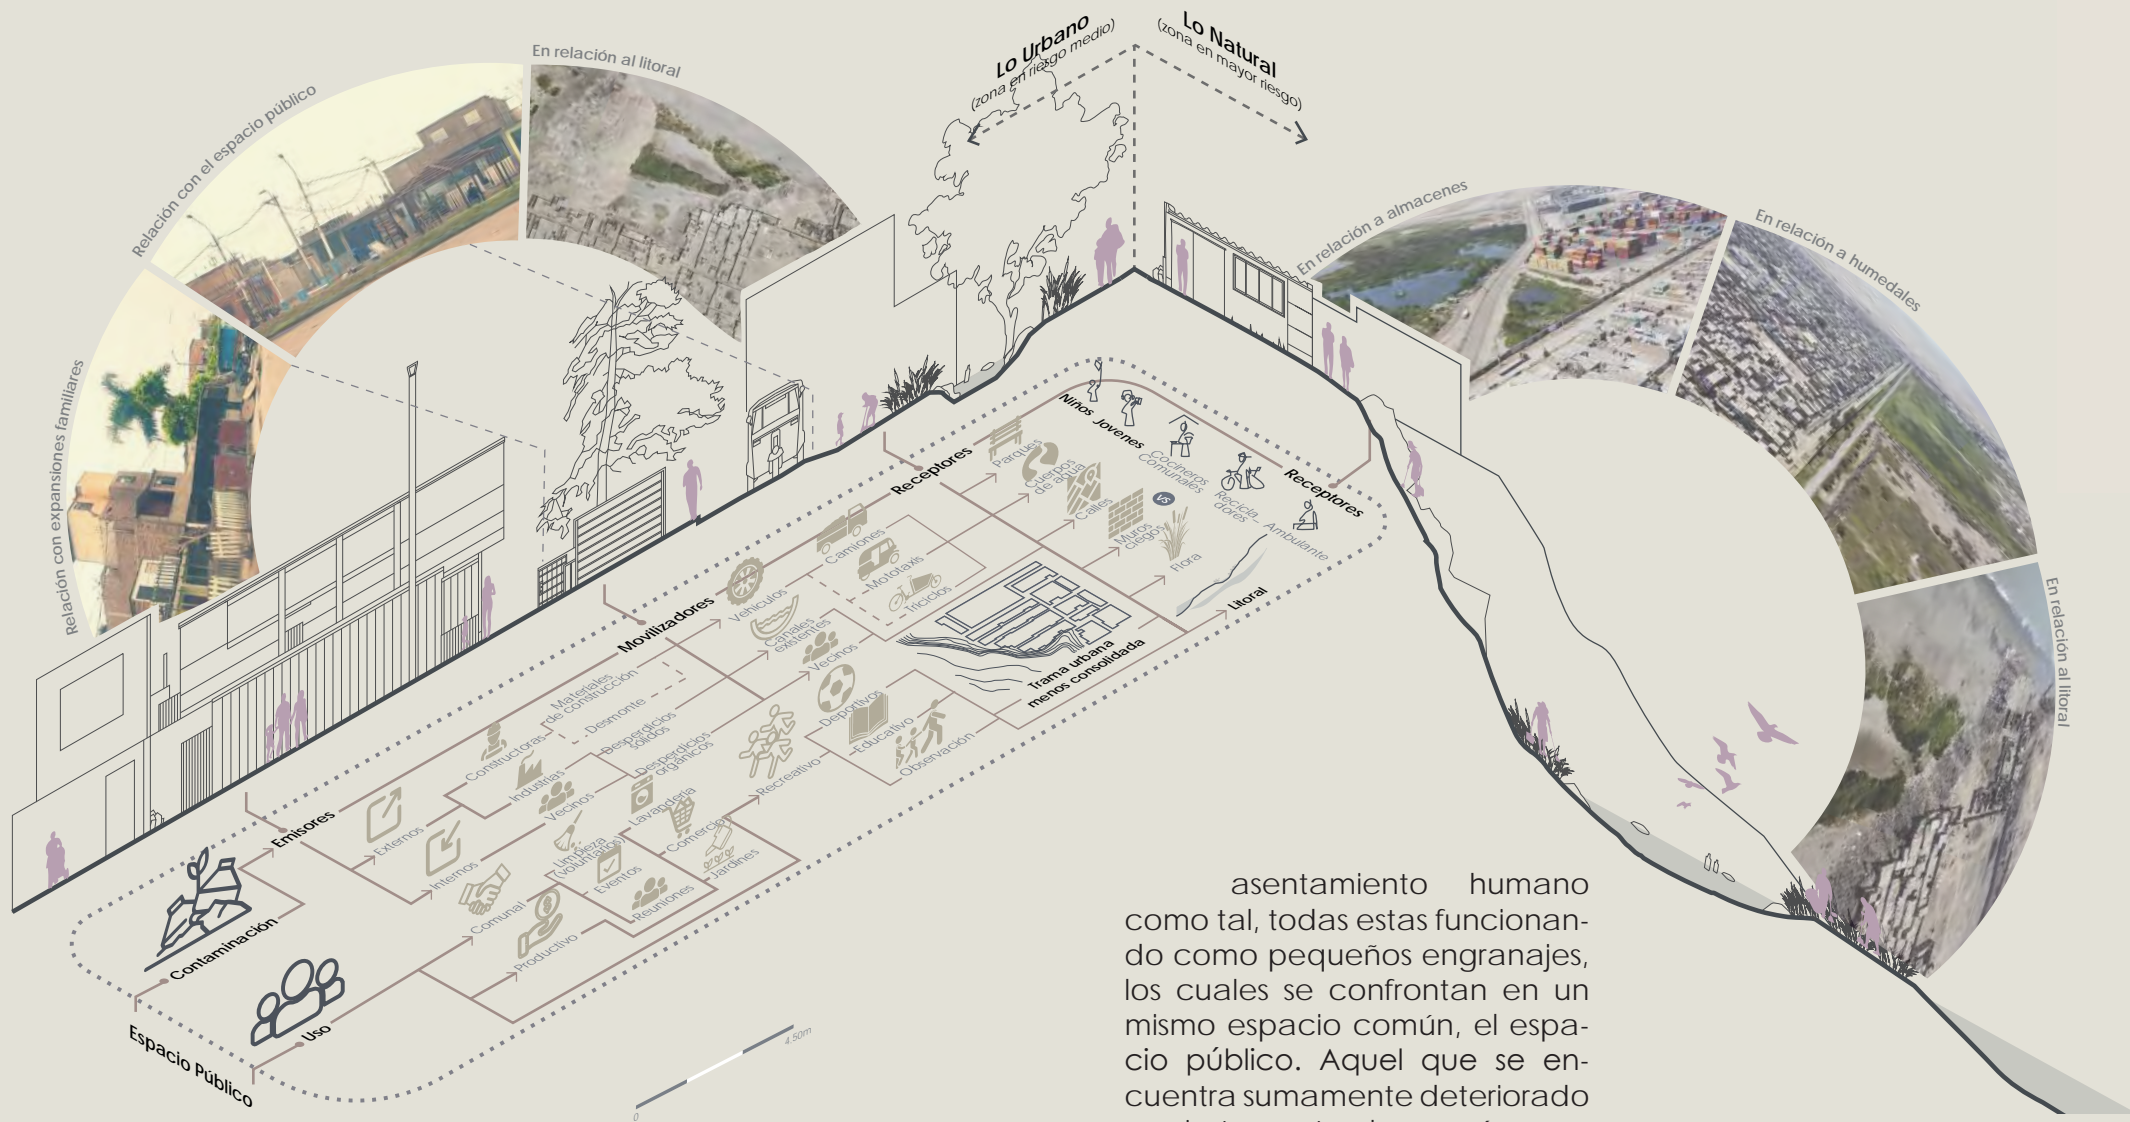 Lo Urbano
(zona en riesgo medio)
Lo Natural
(zona en mayor riesgo)
En relación al litoral
Relación con el espacio público
Relación con expansiones familiares
En relación a almacenes
En relación a humedales
En relación al litoral
Niños
Jovenes
Cocineros
Comunales
Recicla-
dores
Ambulante
Receptores
Receptores
Parques
Cuerpos
de agua
Calles
Muros
ciegos
VS
Flora
Litoral
Camiones
Mototaxis
Triciclos
Movilizadores
Vehículos
Canales
existentes
Vecinos
Trama urbana
menos consolidada
Materiales
de construcción
Desmonte
Desperdicios
sólidos
Desperdicios
orgánicos
Deportivos
Educativo
Observación
Recreativo
Emisores
Externos
Internos
Constructoras
Industrias
Vecinos
Limpieza
(voluntarios)
Lavandería
Comercio
Eventos
Reuniones
Jardines
Comunal
Productivo
Contaminación
Uso
Espacio Público
0
4.50m
asentamiento humano
como tal, todas estas funcionan-
do como pequeños engranajes,
los cuales se confrontan en un
mismo espacio común, el espa-
cio público. Aquel que se en-
cuentra sumamente deteriorado